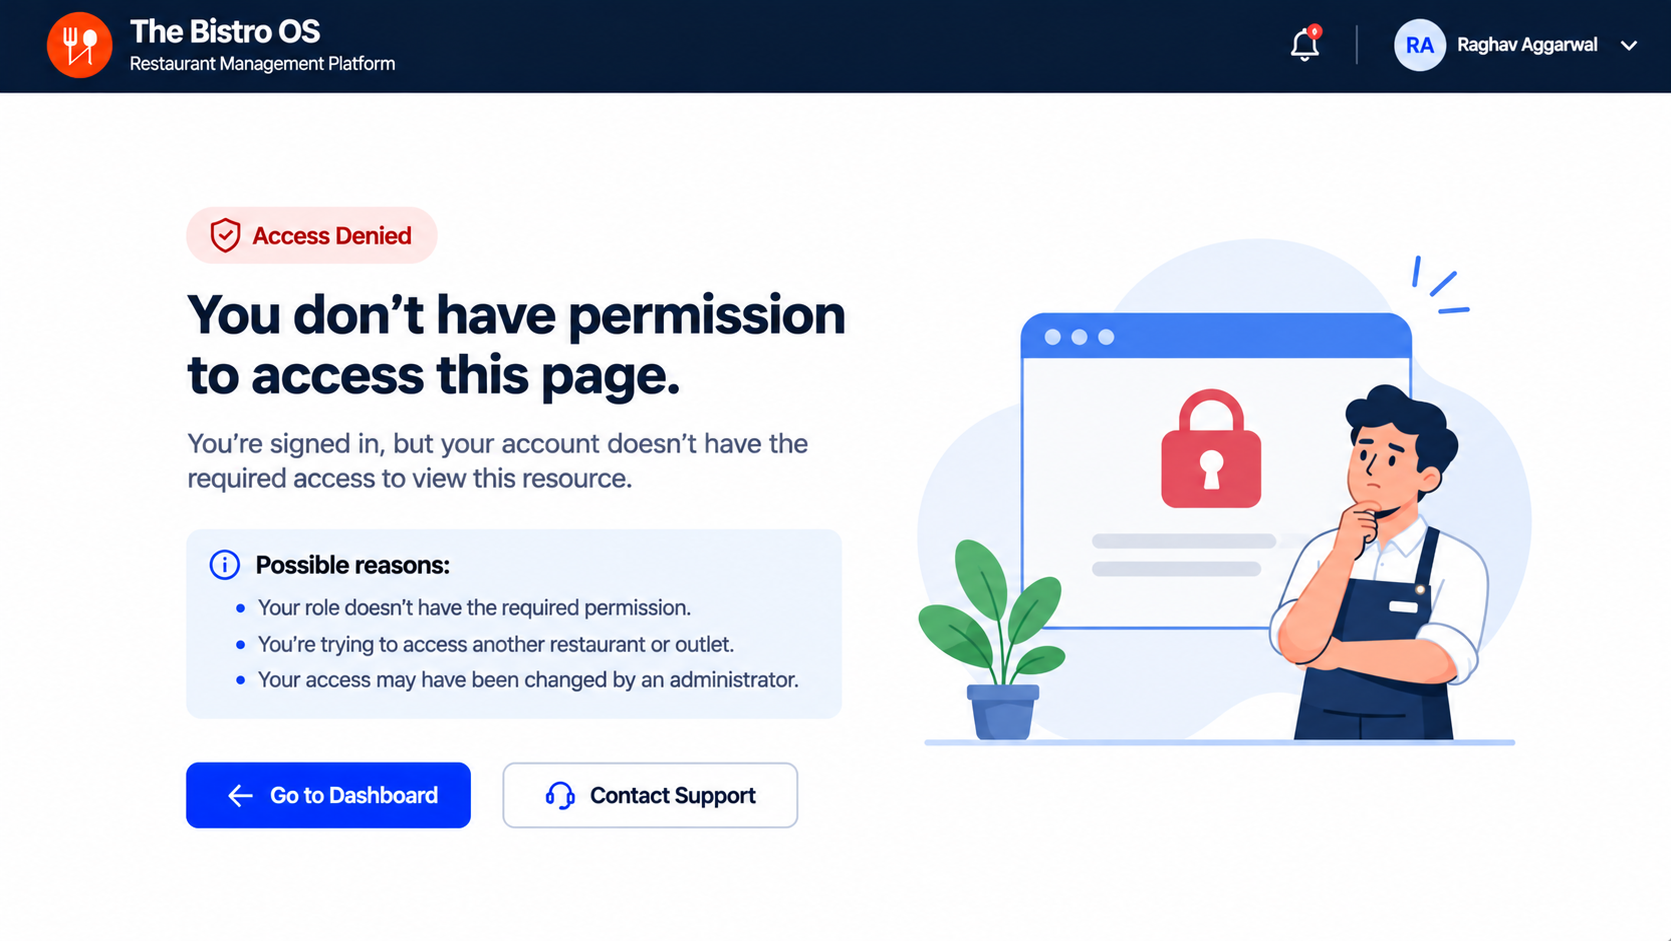 The Bistro OS
Restaurant Management Platform
RA
Raghav Aggarwal
Access Denied
You don’t have permission
to access this page.
You’re signed in, but your account doesn’t have the
required access to view this resource.
Possible reasons:
• Your role doesn’t have the required permission.
• You’re trying to access another restaurant or outlet.
• Your access may have been changed by an administrator.
Go to Dashboard
Contact Support